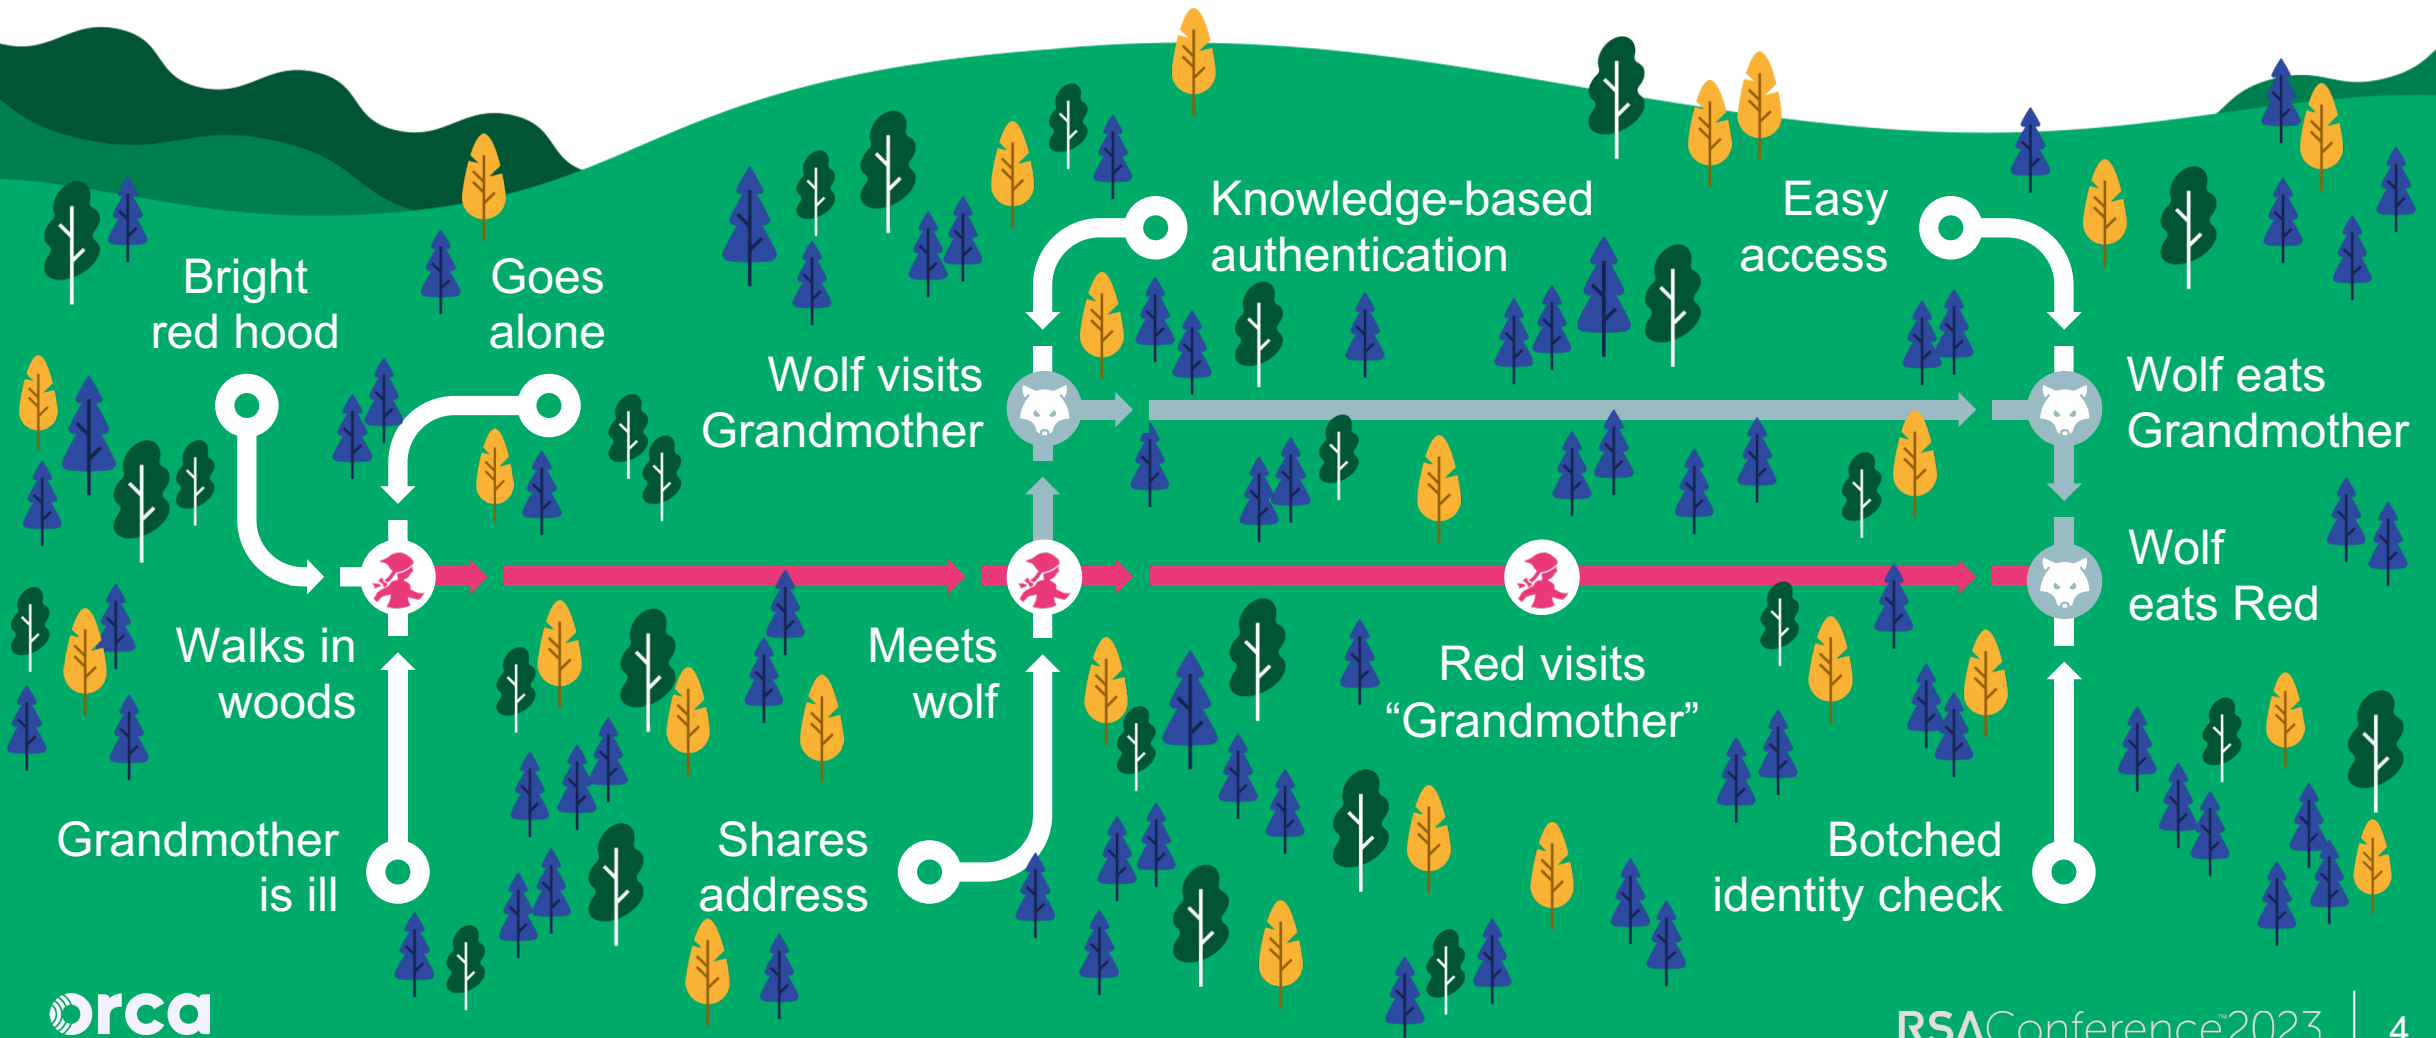 Knowledge-based
authentication
Easy
access
Bright
red hood
Goes
alone
Wolf visits
Grandmother
Wolf eats
Grandmother
Wolf
eats Red
Walks in
woods
Meets
wolf
Red visits
“Grandmother”
Grandmother
is ill
Shares
address
Botched
identity check
orca
RSAConference™2023
4